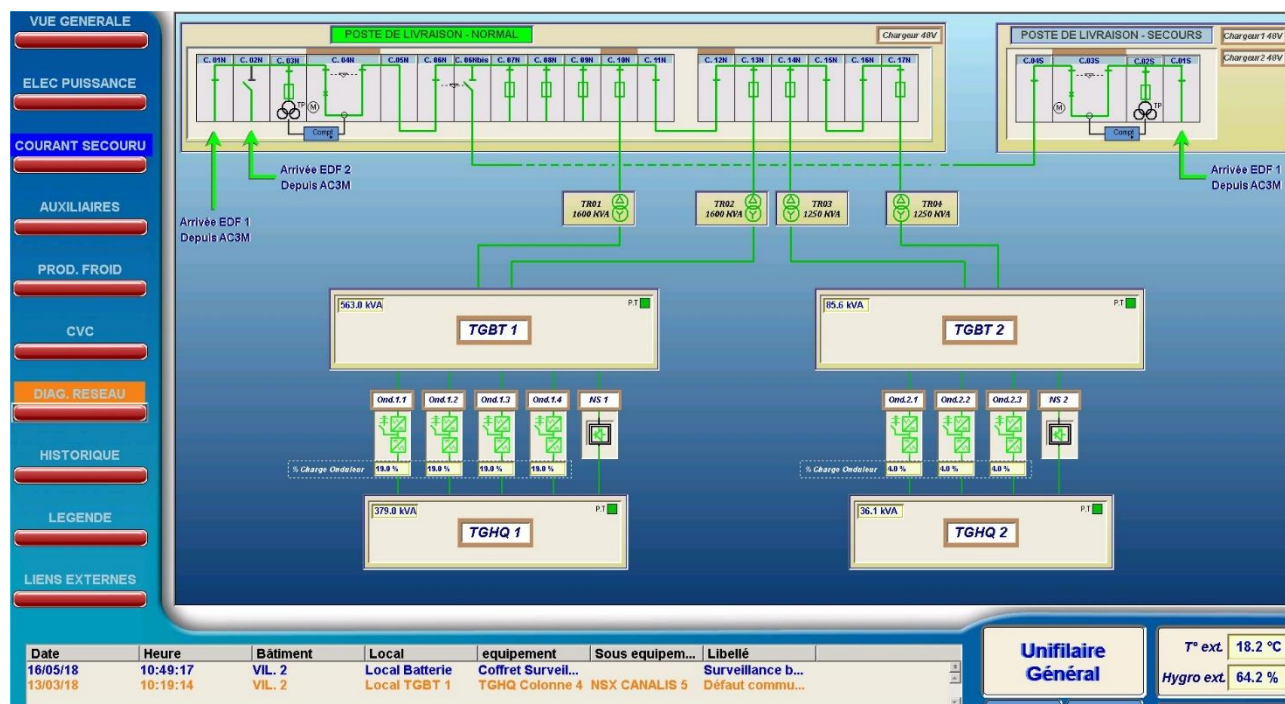 VUE GENERALE
ELEC PUISSANCE
COURANT SECOURU
AUXILIAIRES
PROD. FROID
CVC
DIAG. RESEAU
HISTORIQUE
LEGENDE
LIENS EXTERNES
POSTE DE LIVRAISON - NORMAL
Chargeur 48V
C. 01N C. 02N C. 03N C. 04N C.05N C. 06N C. 06Nbis C. 07N C. 08N C. 09N C. 10N C. 11N C. 12N C. 13N C. 14N C. 15N C. 16N C. 17N
TP
M
Compt
POSTE DE LIVRAISON - SECOURS
Chargeur1 48V
Chargeur2 48V
C.04S C.03S C.02S C.01S
M
TP
Compt
Arrivée EDF 2
Depuis AC3M
Arrivée EDF 1
Depuis AC3M
Arrivée EDF 1
Depuis AC3M
TR01
1600 KVA
TR02
1600 KVA
TR03
1250 KVA
TR04
1250 KVA
563.0 kVA
P.T
TGBT 1
85.6 kVA
P.T
TGBT 2
Ond.1.1 Ond.1.2 Ond.1.3 Ond.1.4 NS 1
Ond.2.1 Ond.2.2 Ond.2.3 NS 2
% Charge Onduleur 19.0 % 19.0 % 19.0 % 19.0 %
% Charge Onduleur 4.0 % 4.0 % 4.0 %
379.0 kVA
P.T
TGHQ 1
36.1 kVA
P.T
TGHQ 2
Date Heure Bâtiment Local equipement Sous equipem... Libellé
16/05/18 10:49:17 VIL. 2 Local Batterie Coffret Surveil... Surveillance b...
13/03/18 10:19:14 VIL. 2 Local TGBT 1 TGHQ Colonne 4 NSX CANALIS 5 Défaut commu...
Unifilaire
Général
T° ext. 18.2 °C
Hygro ext. 64.2 %